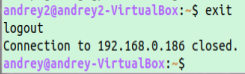 andrey2@andrey2-VirtualBox:~$ exit
logout
Connection to 192.168.0.186 closed.
andrey@andrey-VirtualBox:~$